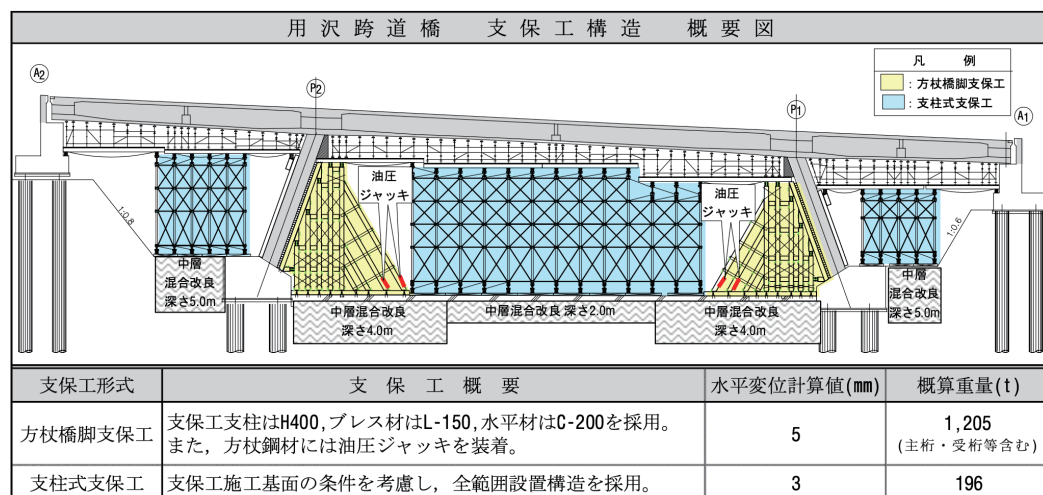 用沢跨道橋 支保工構造 概要図
凡 例
：方杖橋脚支保工
：支柱式支保工
A2
P2
P1
A1
油圧
ジャッキ
油圧
ジャッキ
1:0.8
1:0.6
中層
混合改良
深さ5.0m
中層混合改良
深さ4.0m
中層混合改良 深さ2.0m
中層混合改良
深さ4.0m
中層
混合改良
深さ5.0m
支保工形式 支保工概要 水平変位計算値(mm) 概算重量(t)
方杖橋脚支保工 支保工支柱はH400,ブレス材はL-150,水平材はC-200を採用。 5 1,205
また，方杖鋼材には油圧ジャッキを装着。 (主桁・受桁等含む)
支柱式支保工 支保工施工基面の条件を考慮し，全範囲設置構造を採用。 3 196